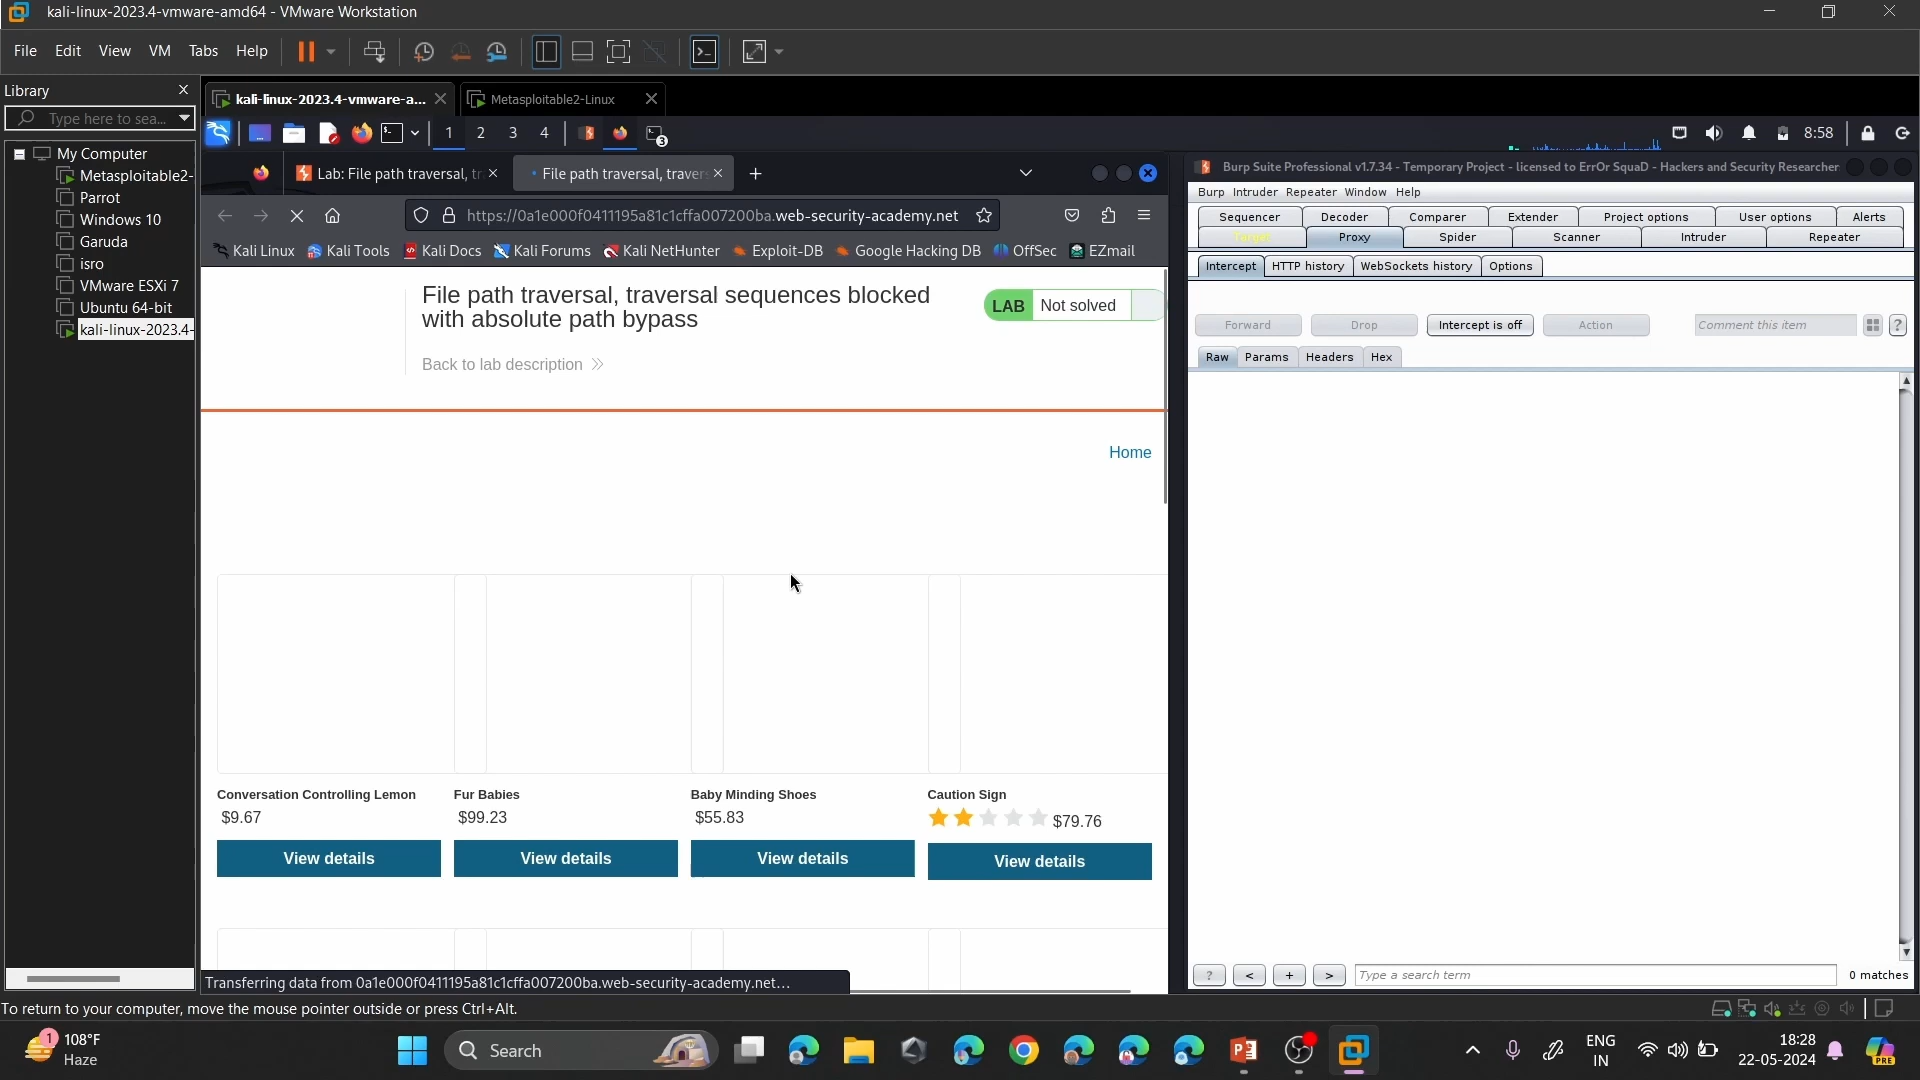 kali-linux-2023.4-vmware-amd64 - VMware Workstation
File Edit View VM Tabs Help
Library
Type here to sea...
My Computer
Metasploitable2-
Parrot
Windows 10
Garuda
isro
VMware ESXi 7
Ubuntu 64-bit
kali-linux-2023.4-
kali-linux-2023.4-vmware-a...
Metasploitable2-Linux
1 2 3 4
3
8:58
Lab: File path traversal, tr
File path traversal, traver
https://0a1e000f0411195a81c1cffa007200ba.web-security-academy.net
Kali Linux Kali Tools Kali Docs Kali Forums Kali NetHunter Exploit-DB Google Hacking DB OffSec EZmail
File path traversal, traversal sequences blocked
with absolute path bypass
LAB Not solved
Back to lab description
Home
Conversation Controlling Lemon
$9.67
View details
Fur Babies
$99.23
View details
Baby Minding Shoes
$55.83
View details
Caution Sign
$79.76
View details
Transferring data from 0a1e000f0411195a81c1cffa007200ba.web-security-academy.net...
Burp Suite Professional v1.7.34 - Temporary Project - licensed to ErrOr SquaD - Hackers and Security Researcher
Burp Intruder Repeater Window Help
Sequencer Decoder Comparer Extender Project options User options Alerts
Target Proxy Spider Scanner Intruder Repeater
Intercept HTTP history WebSockets history Options
Forward Drop Intercept is off Action Comment this item ?
Raw Params Headers Hex
? < + > Type a search term 0 matches
To return to your computer, move the mouse pointer outside or press Ctrl+Alt.
1
108°F
Haze
Search
ENG
IN
18:28
22-05-2024
PRE